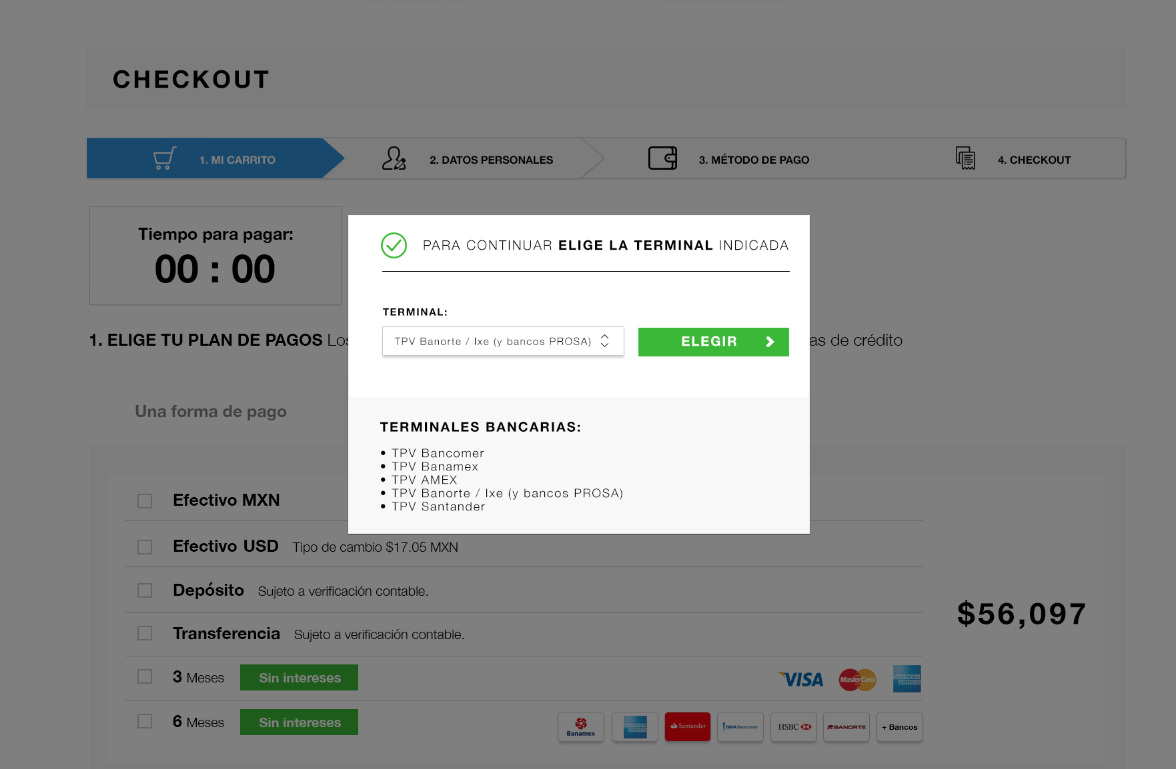 CHECKOUT
1. MI CARRITO
2. DATOS PERSONALES
3. MÉTODO DE PAGO
4. CHECKOUT
Tiempo para pagar:
00 : 00
PARA CONTINUAR ELIGE LA TERMINAL INDICADA
TERMINAL:
TPV Banorte / Ixe (y bancos PROSA)
ELEGIR
1. ELIGE TU PLAN DE PAGOS Los as de crédito
Una forma de pago
TERMINALES BANCARIAS:
• TPV Bancomer
• TPV Banamex
• TPV AMEX
• TPV Banorte / Ixe (y bancos PROSA)
• TPV Santander
Efectivo MXN
Efectivo USD Tipo de cambio $17.05 MXN
Depósito Sujeto a verificación contable.
$56,097
Transferencia Sujeto a verificación contable.
3 Meses Sin intereses VISA MasterCard
6 Meses Sin intereses Banamex Santander BBVA Bancomer HSBC BANORTE + Bancos